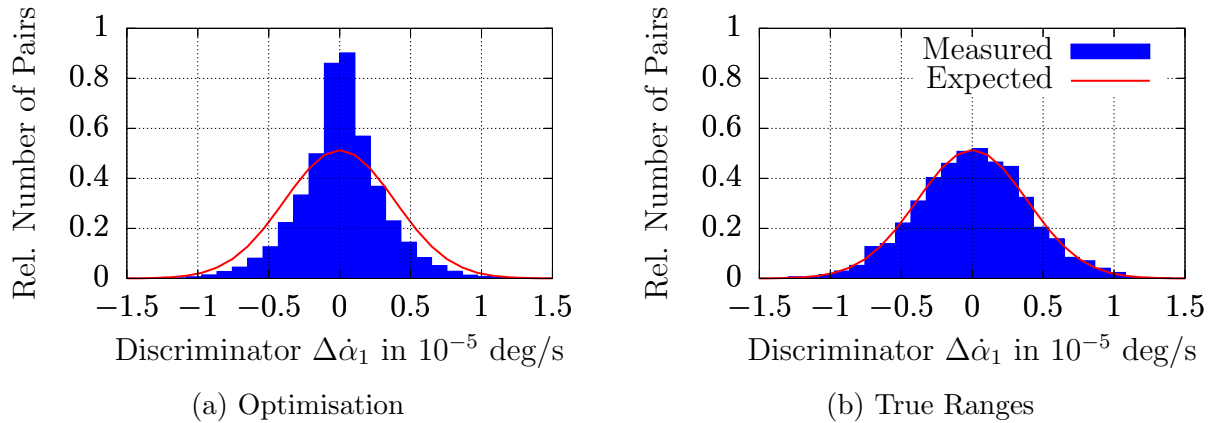 Rel. Number of Pairs
1
0.8
0.6
0.4
0.2
0
−1.5 −1 −0.5 0 0.5 1 1.5
Discriminator Δα̇₁ in 10⁻⁵ deg/s
(a) Optimisation
Rel. Number of Pairs
1
0.8
0.6
0.4
0.2
0
Measured
Expected
−1.5 −1 −0.5 0 0.5 1 1.5
Discriminator Δα̇₁ in 10⁻⁵ deg/s
(b) True Ranges